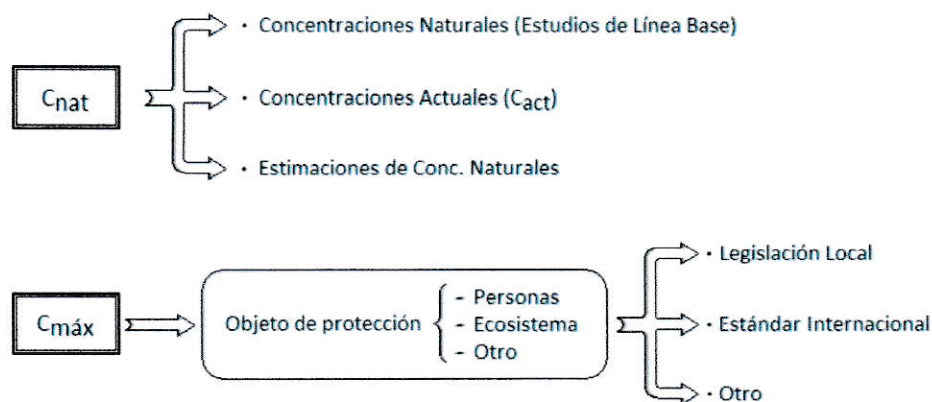 · Concentraciones Naturales (Estudios de Línea Base)
Cnat
· Concentraciones Actuales (Cact)
· Estimaciones de Conc. Naturales
· Legislación Local
Cmáx
Objeto de protección
- Personas
- Ecosistema
- Otro
· Estándar Internacional
· Otro